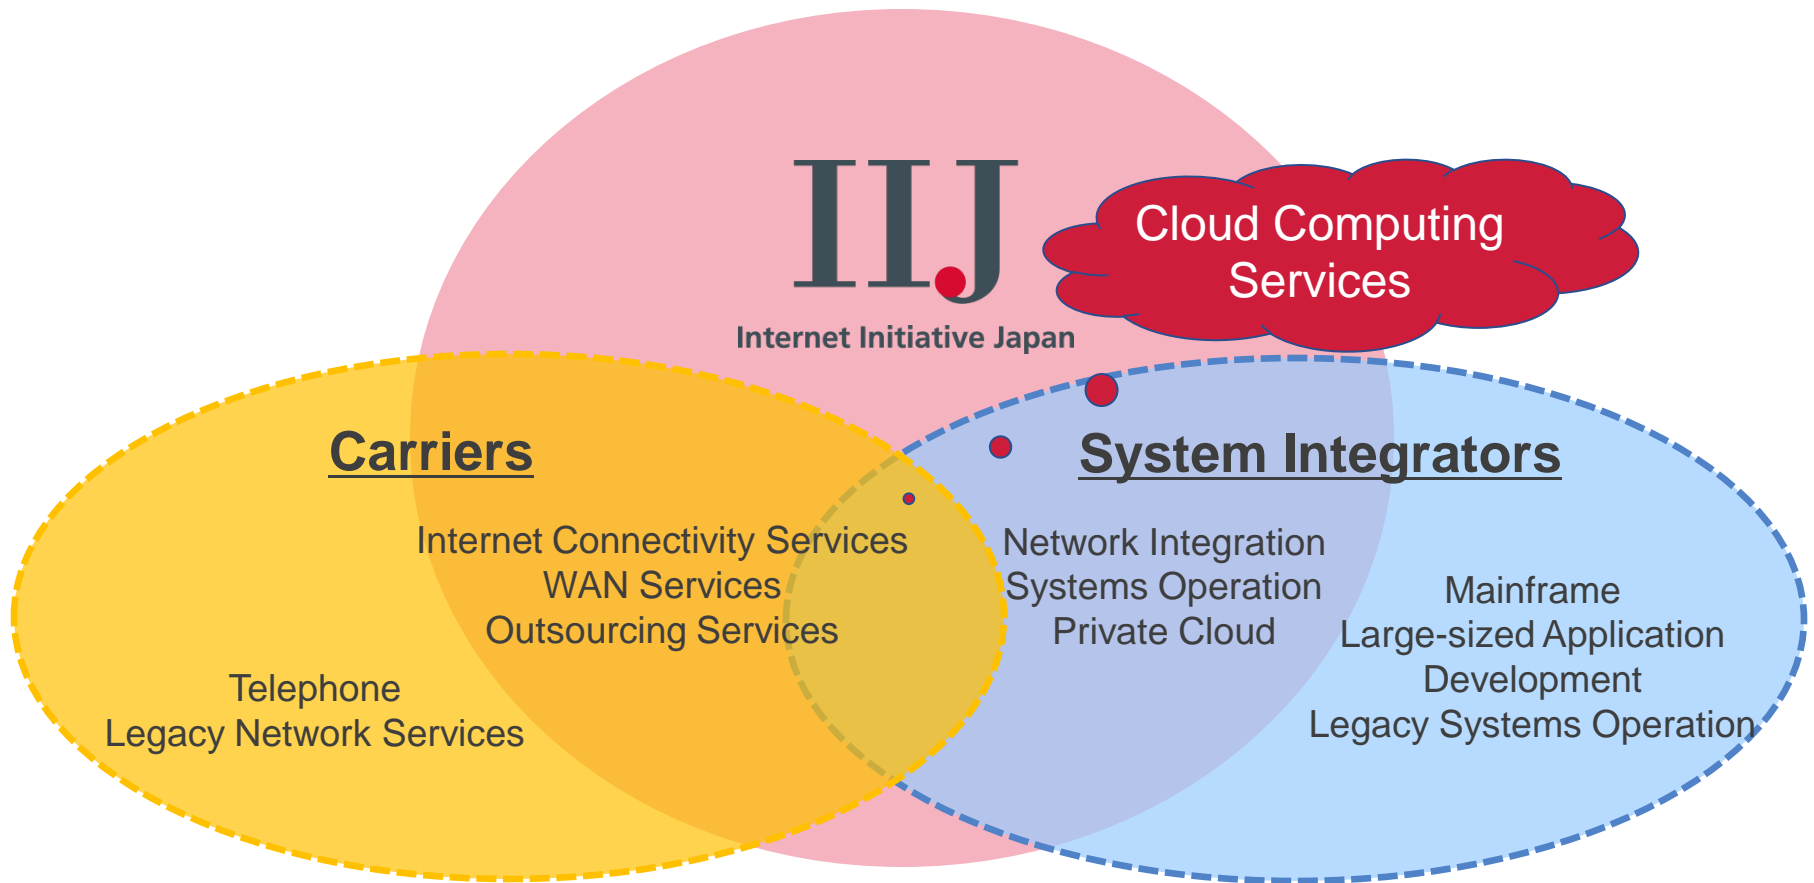 IIJ
Internet Initiative Japan
Cloud Computing
Services
Carriers
Internet Connectivity Services
WAN Services
Outsourcing Services
Telephone
Legacy Network Services
System Integrators
Network Integration
Systems Operation
Private Cloud
Mainframe
Large-sized Application
Development
Legacy Systems Operation